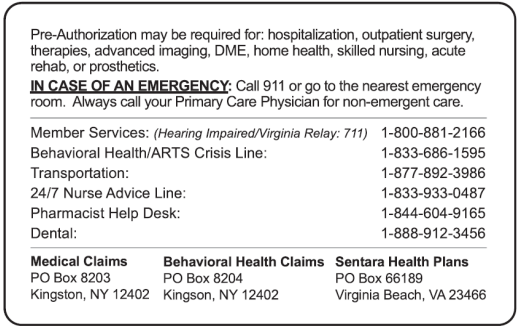 Pre-Authorization may be required for: hospitalization, outpatient surgery,
therapies, advanced imaging, DME, home health, skilled nursing, acute
rehab, or prosthetics.
IN CASE OF AN EMERGENCY: Call 911 or go to the nearest emergency
room. Always call your Primary Care Physician for non-emergent care.
Member Services: (Hearing Impaired/Virginia Relay: 711) 1-800-881-2166
Behavioral Health/ARTS Crisis Line: 1-833-686-1595
Transportation: 1-877-892-3986
24/7 Nurse Advice Line: 1-833-933-0487
Pharmacist Help Desk: 1-844-604-9165
Dental: 1-888-912-3456
Medical Claims
PO Box 8203
Kingston, NY 12402
Behavioral Health Claims
PO Box 8204
Kingson, NY 12402
Sentara Health Plans
PO Box 66189
Virginia Beach, VA 23466